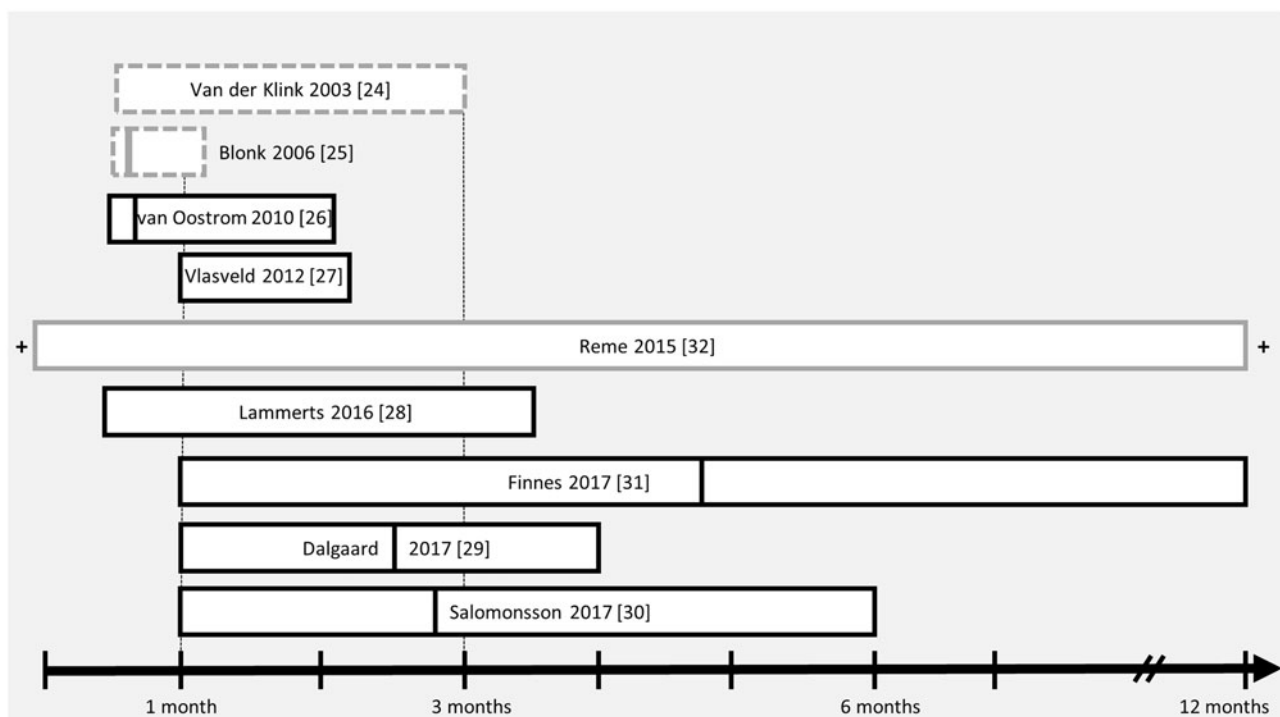 Van der Klink 2003 [24]
Blonk 2006 [25]
van Oostrom 2010 [26]
Vlasveld 2012 [27]
+ Reme 2015 [32] +
Lammerts 2016 [28]
Finnes 2017 [31]
Dalgaard 2017 [29]
Salomonsson 2017 [30]
1 month 3 months 6 months 12 months